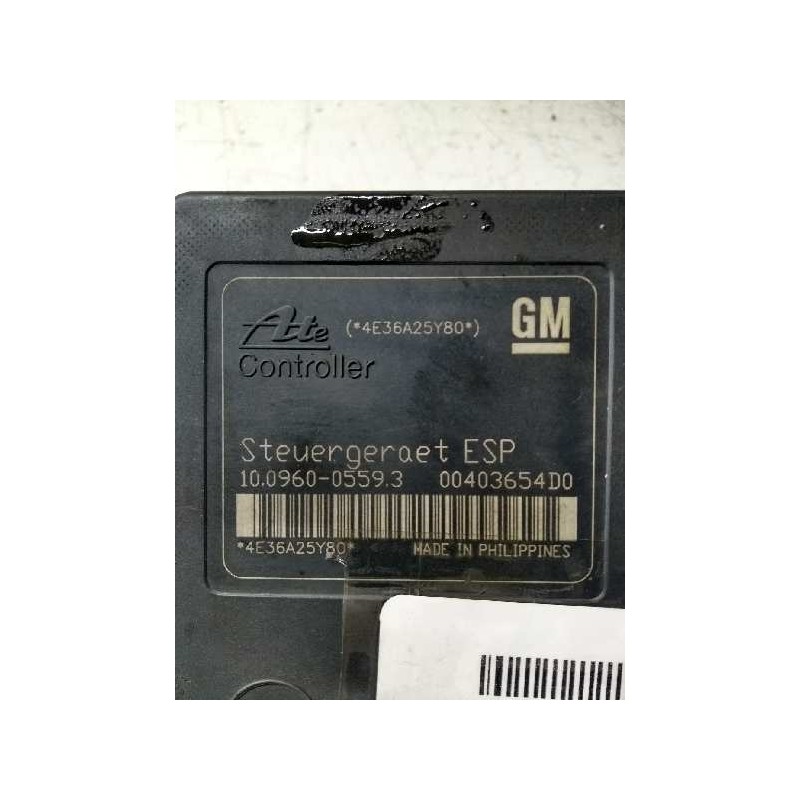 Ate (*4E36A25Y80*) GM
Controller
Steuergeraet ESP
10.0960-0559.3 00403654D0
*4E36A25Y80* MADE IN PHILIPPINES